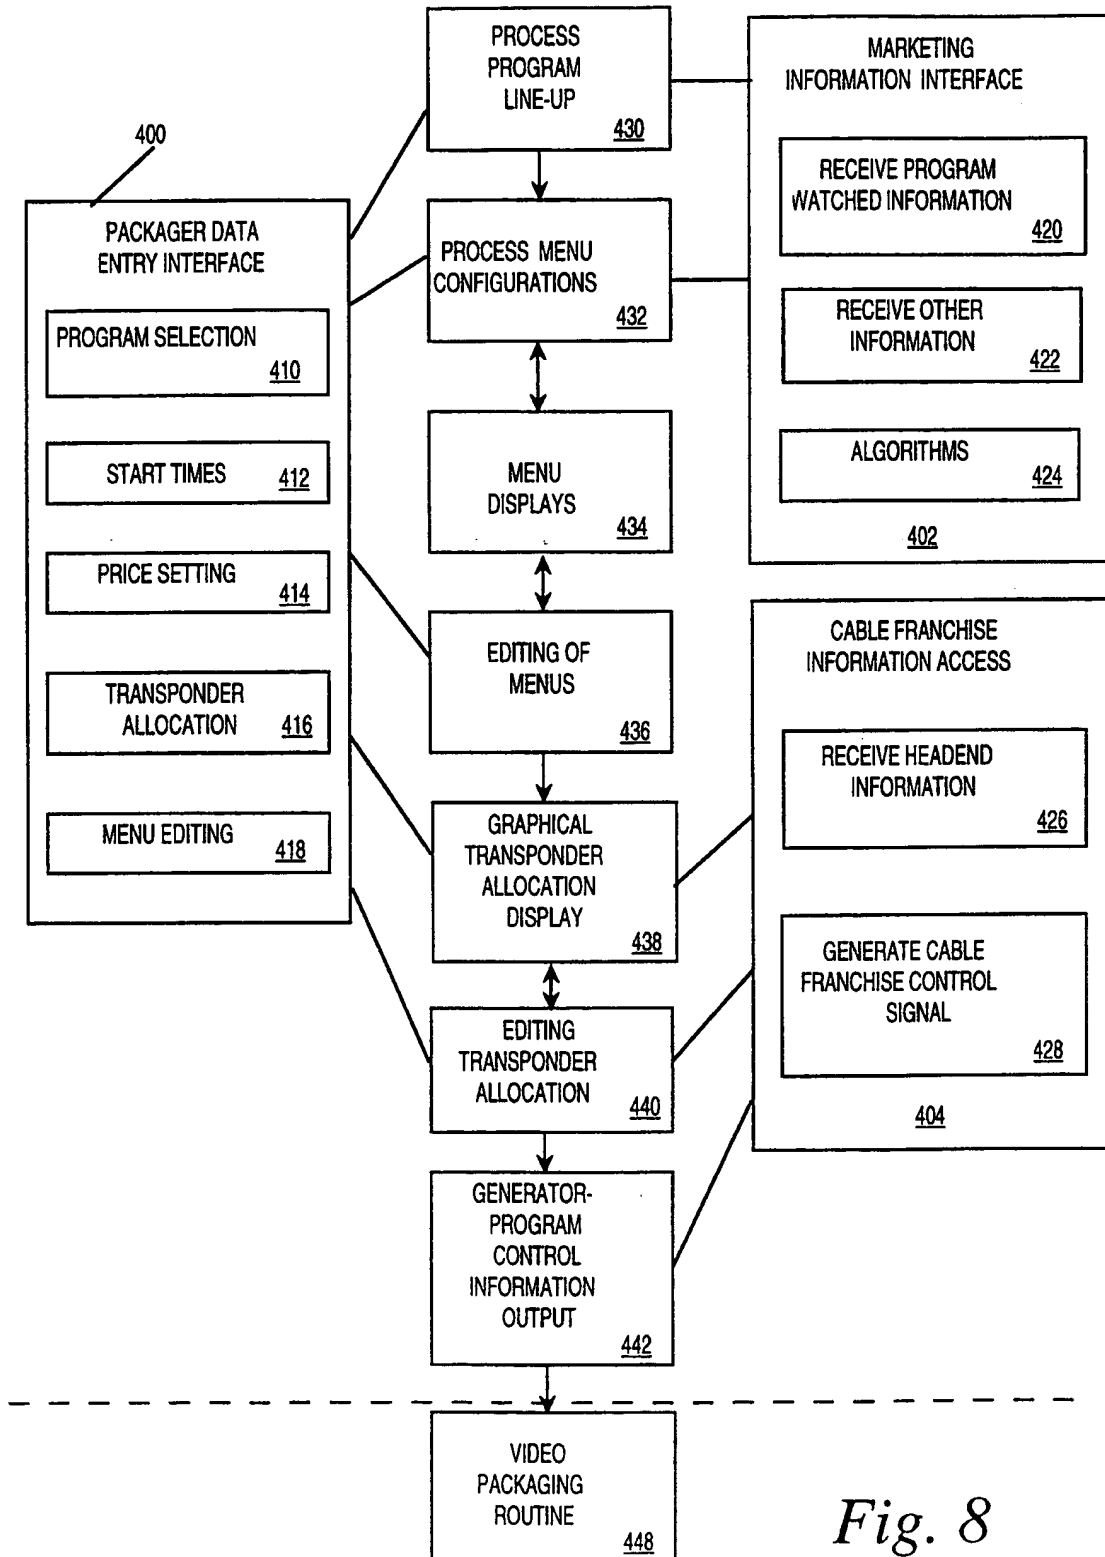 PROCESS
PROGRAM
LINE-UP
430
MARKETING
INFORMATION INTERFACE
RECEIVE PROGRAM
WATCHED INFORMATION
420
RECEIVE OTHER
INFORMATION
422
ALGORITHMS
424
402
400
PACKAGER DATA
ENTRY INTERFACE
PROGRAM SELECTION
410
START TIMES
412
PRICE SETTING
414
TRANSPONDER
ALLOCATION
416
MENU EDITING
418
PROCESS MENU
CONFIGURATIONS
432
MENU
DISPLAYS
434
EDITING OF
MENUS
436
GRAPHICAL
TRANSPONDER
ALLOCATION
DISPLAY
438
EDITING
TRANSPONDER
ALLOCATION
440
GENERATOR-
PROGRAM
CONTROL
INFORMATION
OUTPUT
442
CABLE FRANCHISE
INFORMATION ACCESS
RECEIVE HEADEND
INFORMATION
426
GENERATE CABLE
FRANCHISE CONTROL
SIGNAL
428
404
VIDEO
PACKAGING
ROUTINE
448
Fig. 8